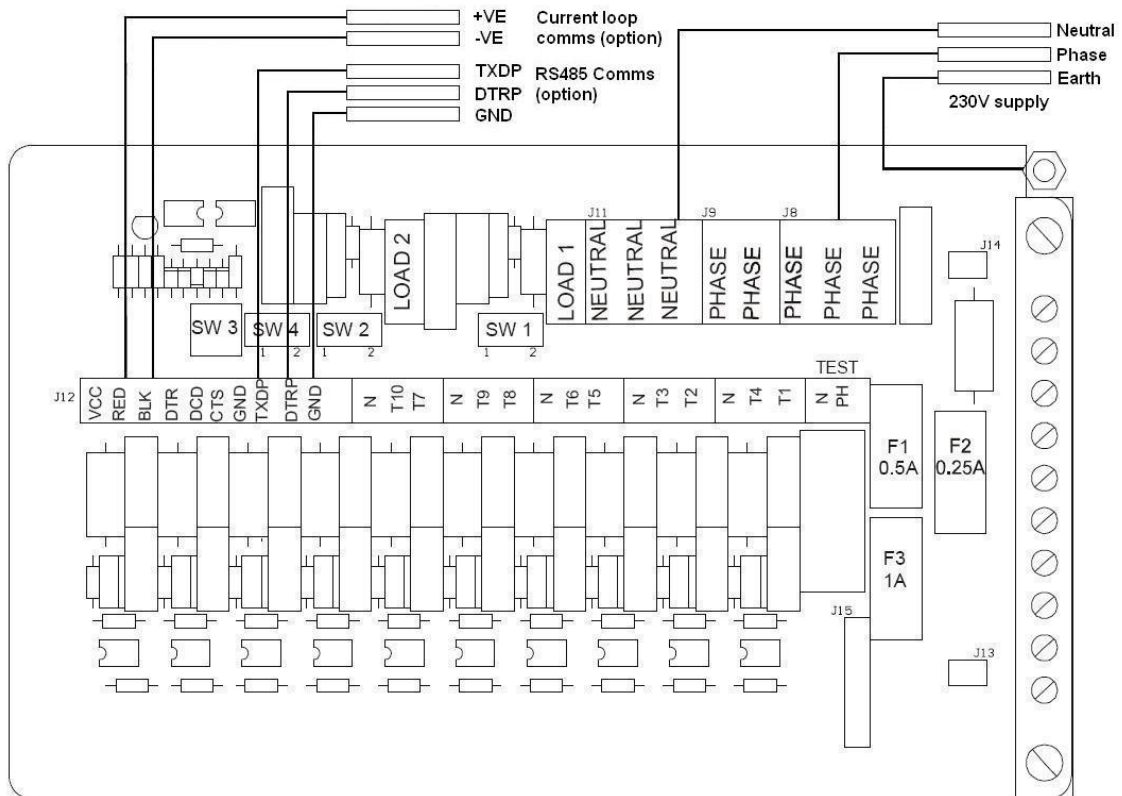 +VE Current loop
-VE comms (option)
TXDP RS485 Comms
DTRP (option)
GND
Neutral
Phase
Earth
230V supply
J11
J9
J8
J14
LOAD 2
LOAD 1
NEUTRAL
NEUTRAL
NEUTRAL
PHASE
PHASE
PHASE
PHASE
PHASE
SW 3
SW 4
SW 2
SW 1
1 2
1 2
1 2
TEST
J12
VCC
RED
BLK
DTR
DCD
CTS
GND
TXDP
DTRP
GND
N
T10
T7
N
T9
T8
N
T6
T5
N
T3
T2
N
T4
T1
N
PH
F1
0.5A
F2
0.25A
F3
1A
J15
J13